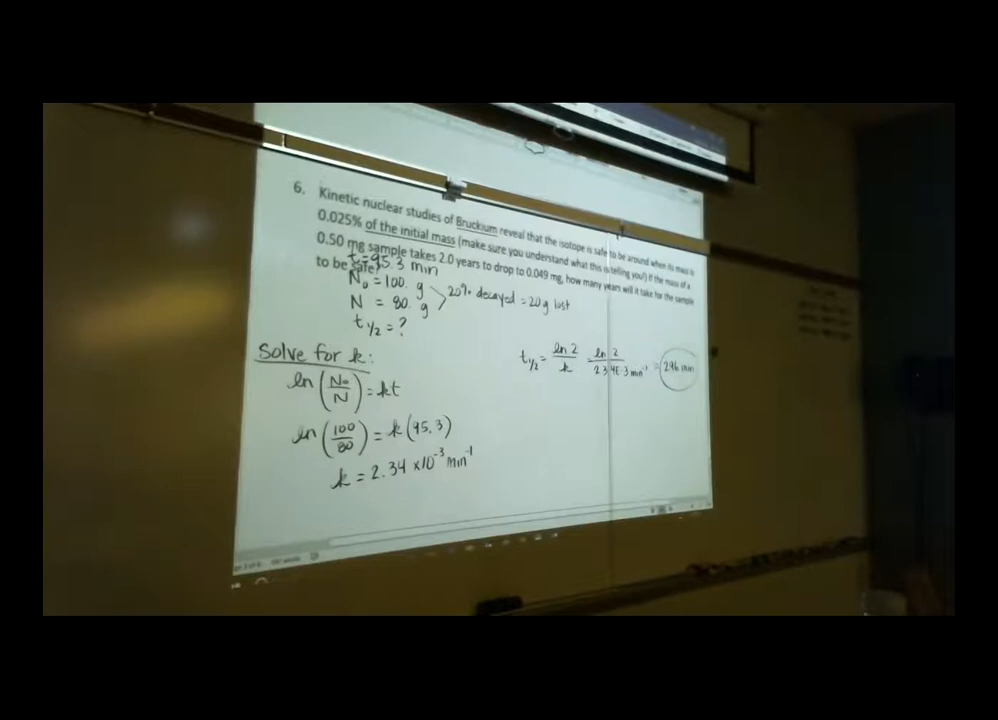 6. Kinetic nuclear studies of Bruckium reveal that the isotope is safe to be around when its mass is
0.025% of the initial mass (make sure you understand what this is telling you!) If the mass of a
0.50 mg sample takes 2.0 years to drop to 0.049 mg, how many years will it take for the sample
to be safe?
t = 95.3 min
N₀ = 100. g
N = 80. g
20% decayed = 20 g lost
t 1/2 = ?
Solve for k:
ln(N₀/N) = kt
ln(100/80) = k(95.3)
k = 2.34 x10⁻³ min⁻¹
t 1/2 = ln 2/k = ln 2/2.34E-3 min⁻¹ = 296 min